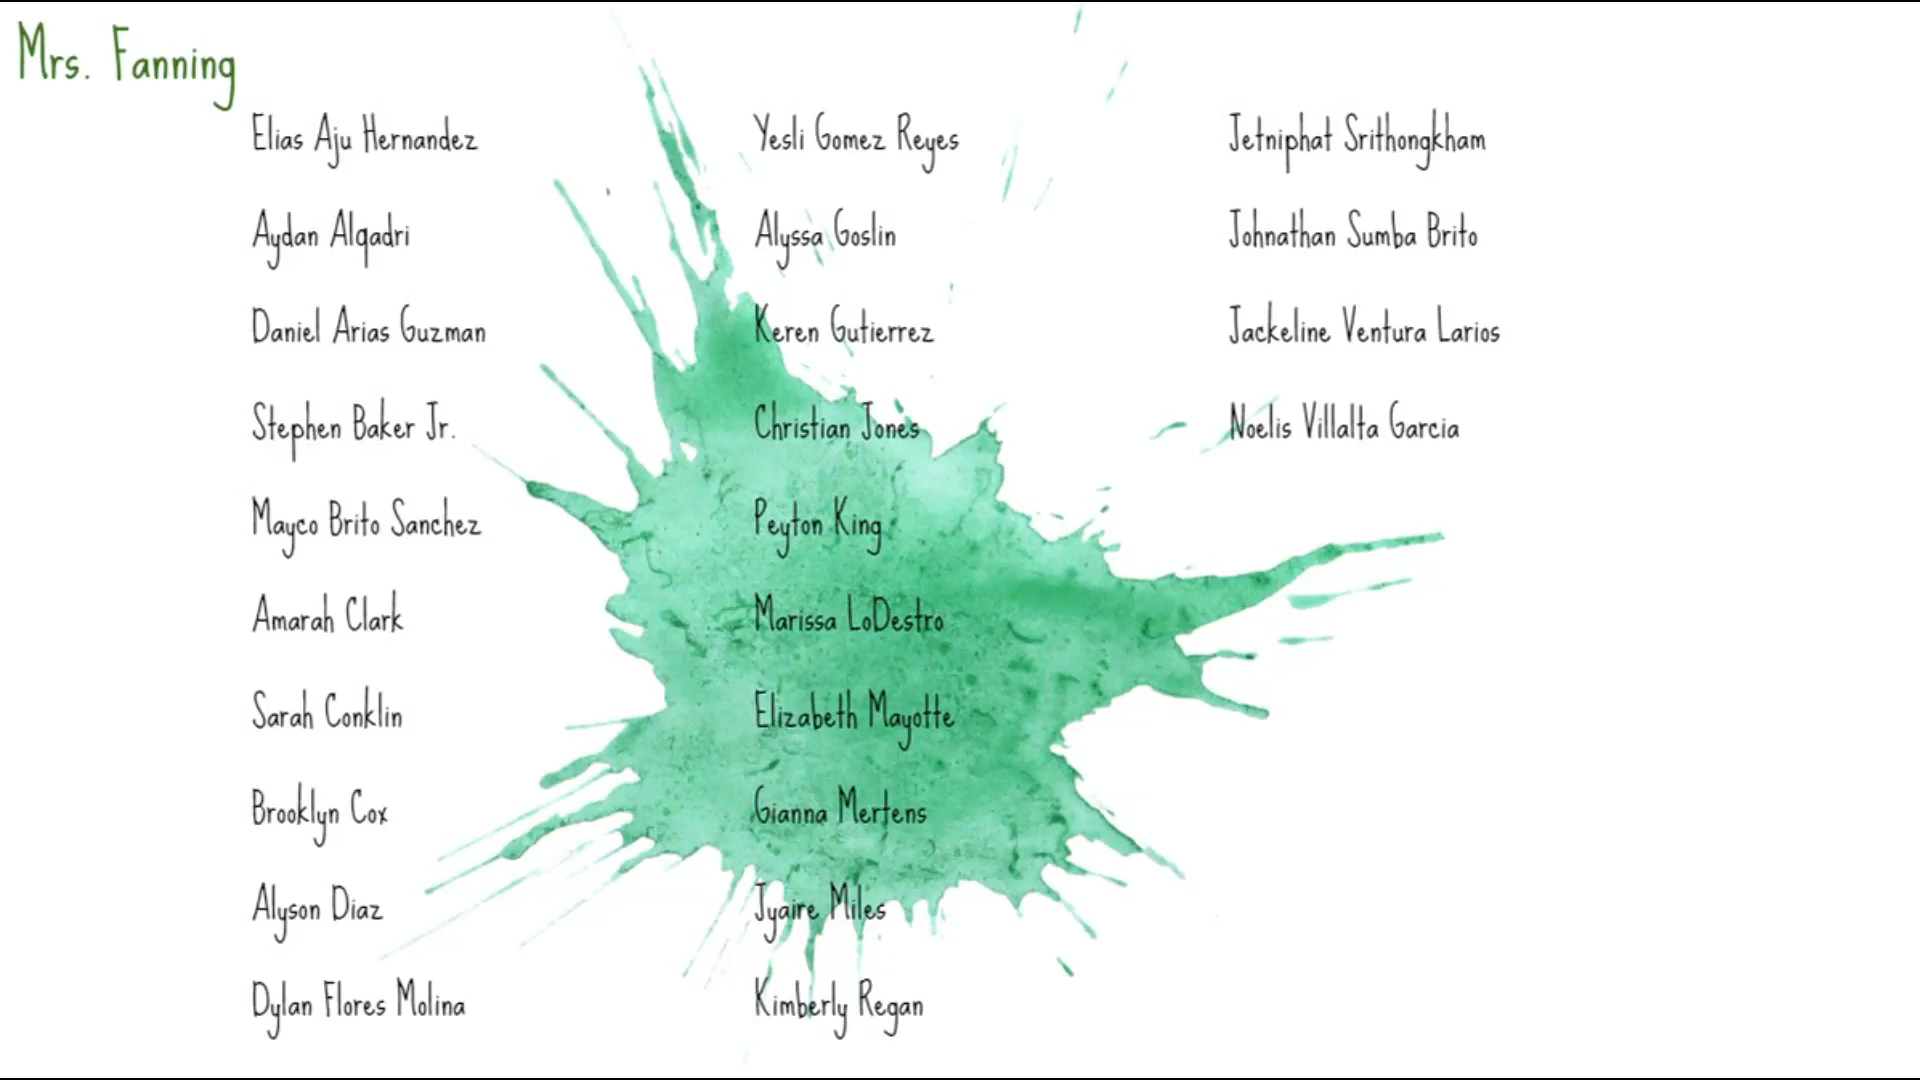 Mrs. Fanning
Elias Aju Hernandez
Aydan Alqadri
Daniel Arias Guzman
Stephen Baker Jr.
Mayco Brito Sanchez
Amarah Clark
Sarah Conklin
Brooklyn Cox
Alyson Diaz
Dylan Flores Molina
Yesli Gomez Reyes
Alyssa Goslin
Keren Gutierrez
Christian Jones
Peyton King
Marissa LoDestro
Elizabeth Mayotte
Gianna Mertens
Jyaire Miles
Kimberly Regan
Jetniphat Srithongkham
Johnathan Sumba Brito
Jackeline Ventura Larios
Noelis Villalta Garcia